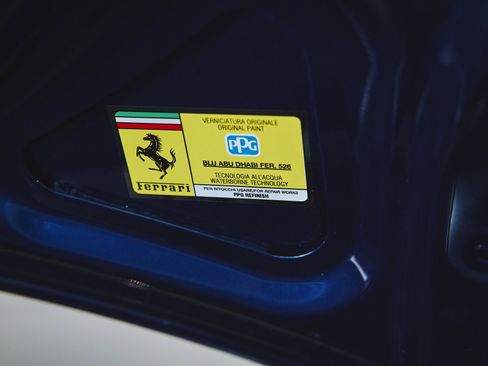 VERNICIATURA ORIGINALE
ORIGINAL PAINT
PPG
BLU ABU DHABI FER. 526
TECNOLOGIA ALL'ACQUA
WATERBORNE TECHNOLOGY
Ferrari
PER RITOCCHI USARE/FOR REPAIR WORKS
PPG REFINISH